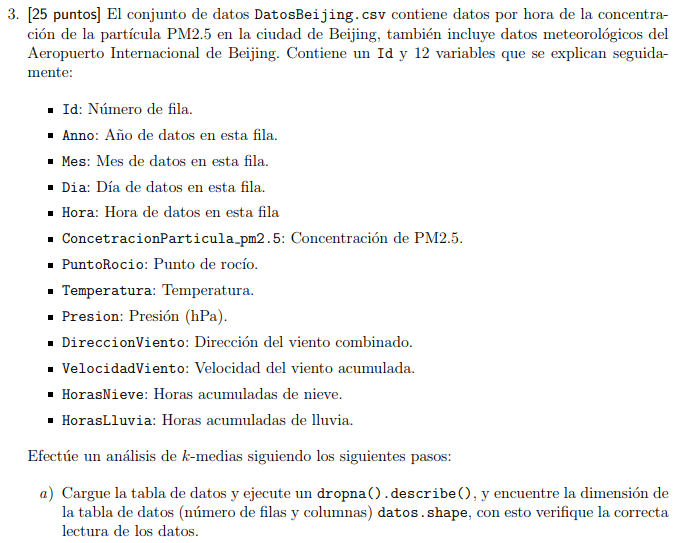 3. [25 puntos] El conjunto de datos DatosBeijing.csv contiene datos por hora de la concentra-
ción de la partícula PM2.5 en la ciudad de Beijing, también incluye datos meteorológicos del
Aeropuerto Internacional de Beijing. Contiene un Id y 12 variables que se explican seguida-
mente:
▪ Id: Número de fila.
▪ Anno: Año de datos en esta fila.
▪ Mes: Mes de datos en esta fila.
▪ Dia: Día de datos en esta fila.
▪ Hora: Hora de datos en esta fila
▪ ConcetracionParticula_pm2.5: Concentración de PM2.5.
▪ PuntoRocio: Punto de rocío.
▪ Temperatura: Temperatura.
▪ Presion: Presión (hPa).
▪ DireccionViento: Dirección del viento combinado.
▪ VelocidadViento: Velocidad del viento acumulada.
▪ HorasNieve: Horas acumuladas de nieve.
▪ HorasLluvia: Horas acumuladas de lluvia.
Efectúe un análisis de k-medias siguiendo los siguientes pasos:
a) Cargue la tabla de datos y ejecute un dropna().describe(), y encuentre la dimensión de
la tabla de datos (número de filas y columnas) datos.shape, con esto verifique la correcta
lectura de los datos.